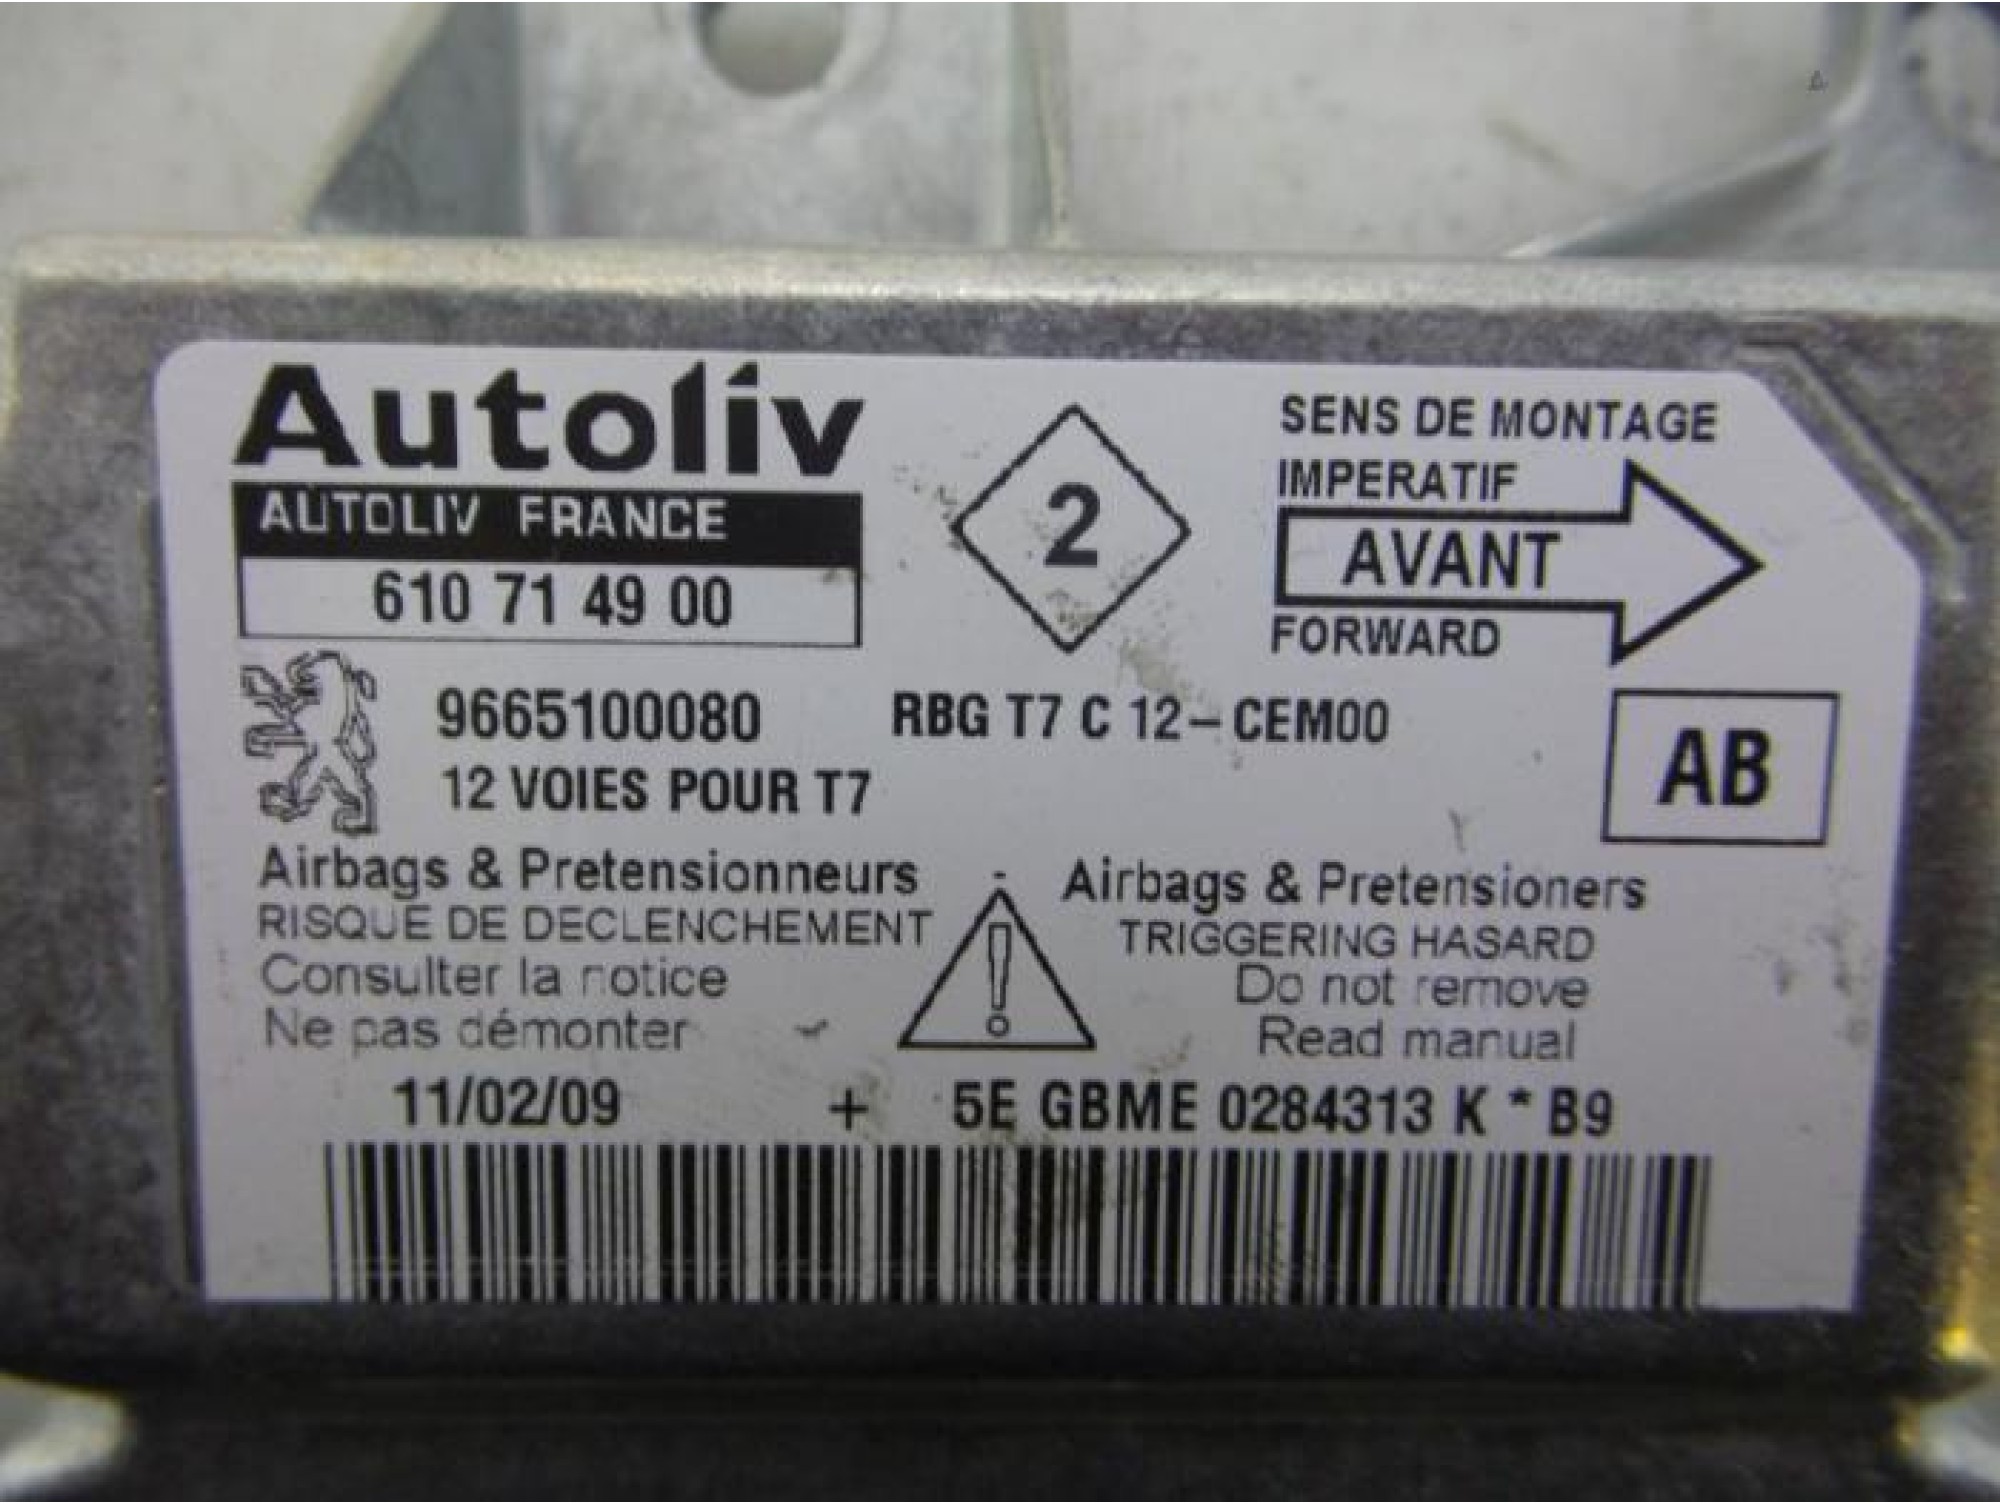 Autoliv
AUTOLIV FRANCE
610 71 49 00
2
SENS DE MONTAGE
IMPERATIF
AVANT
FORWARD
9665100080 RBG T7 C 12-CEM00
12 VOIES POUR T7
AB
Airbags & Pretensionneurs
RISQUE DE DECLENCHEMENT
Consulter la notice
Ne pas démonter
!
Airbags & Pretensioners
TRIGGERING HASARD
Do not remove
Read manual
11/02/09 + 5E GBME 0284313 K * B9